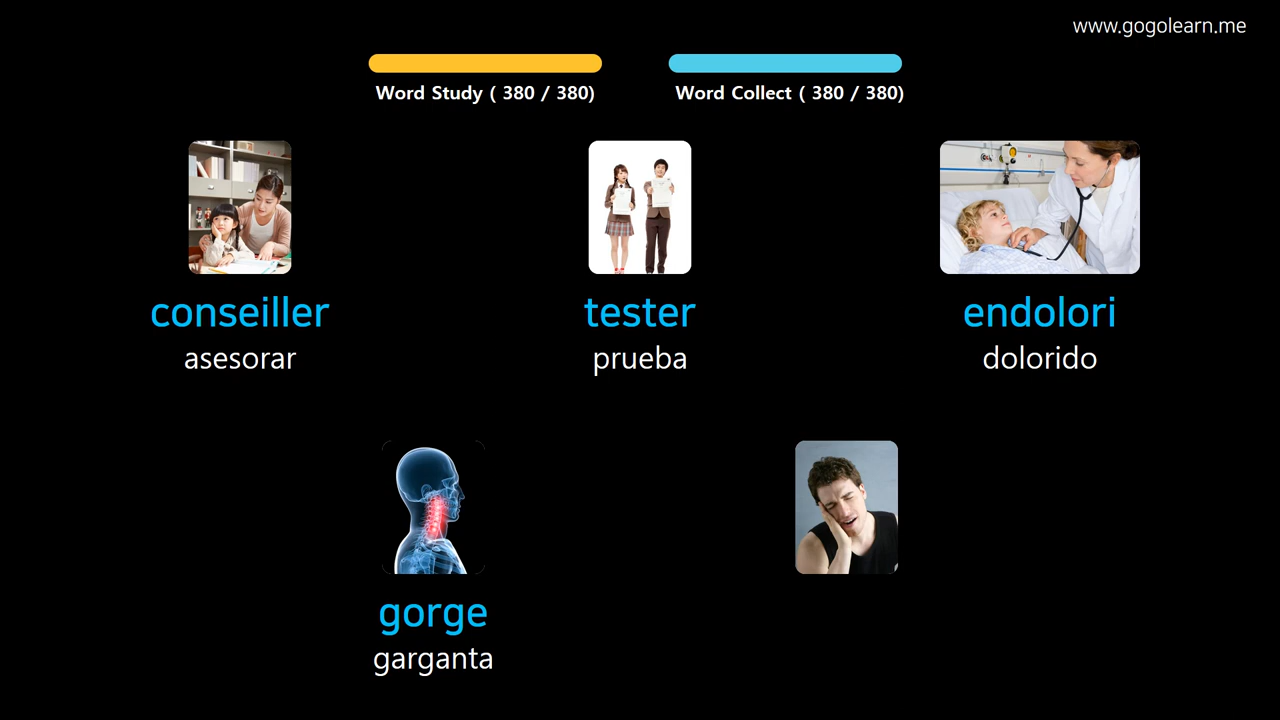 www.gogolearn.me
Word Study ( 380 / 380)
Word Collect ( 380 / 380)
conseiller
asesorar
tester
prueba
endolori
dolorido
gorge
garganta